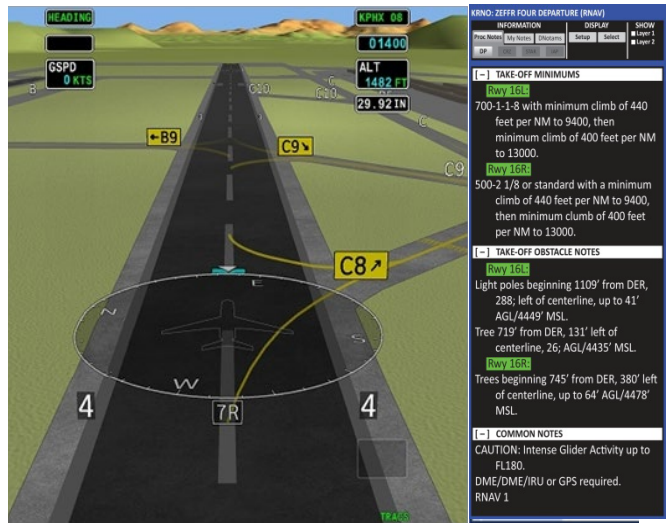 HEADING
KPHX 08
01400
GSPD
0 KTS
ALT
1482 FT
29.92 IN
B
C10
C10
C
C
←B9
C9↘
C9
C8↗
N
E
S
W
4
7R
4
TRACS
KRNO: ZEFFR FOUR DEPARTURE (RNAV)
INFORMATION
DISPLAY
SHOW
Proc Notes
My Notes
DNotams
Setup
Select
Layer 1
Layer 2
DP
[−] TAKE-OFF MINIMUMS
Rwy 16L:
700-1-1-8 with minimum climb of 440
feet per NM to 9400, then
minimum climb of 400 feet per NM
to 13000.
Rwy 16R:
500-2 1/8 or standard with a minimum
climb of 440 feet per NM to 9400,
then minimum clumb of 400 feet
per NM to 13000.
[−] TAKE-OFF OBSTACLE NOTES
Rwy 16L:
Light poles beginning 1109' from DER,
288; left of centerline, up to 41'
AGL/4449' MSL.
Tree 719' from DER, 131' left of
centerline, 26; AGL/4435' MSL.
Rwy 16R:
Trees beginning 745' from DER, 380' left
of centerline, up to 64' AGL/4478'
MSL.
[−] COMMON NOTES
CAUTION: Intense Glider Activity up to
FL180.
DME/DME/IRU or GPS required.
RNAV 1